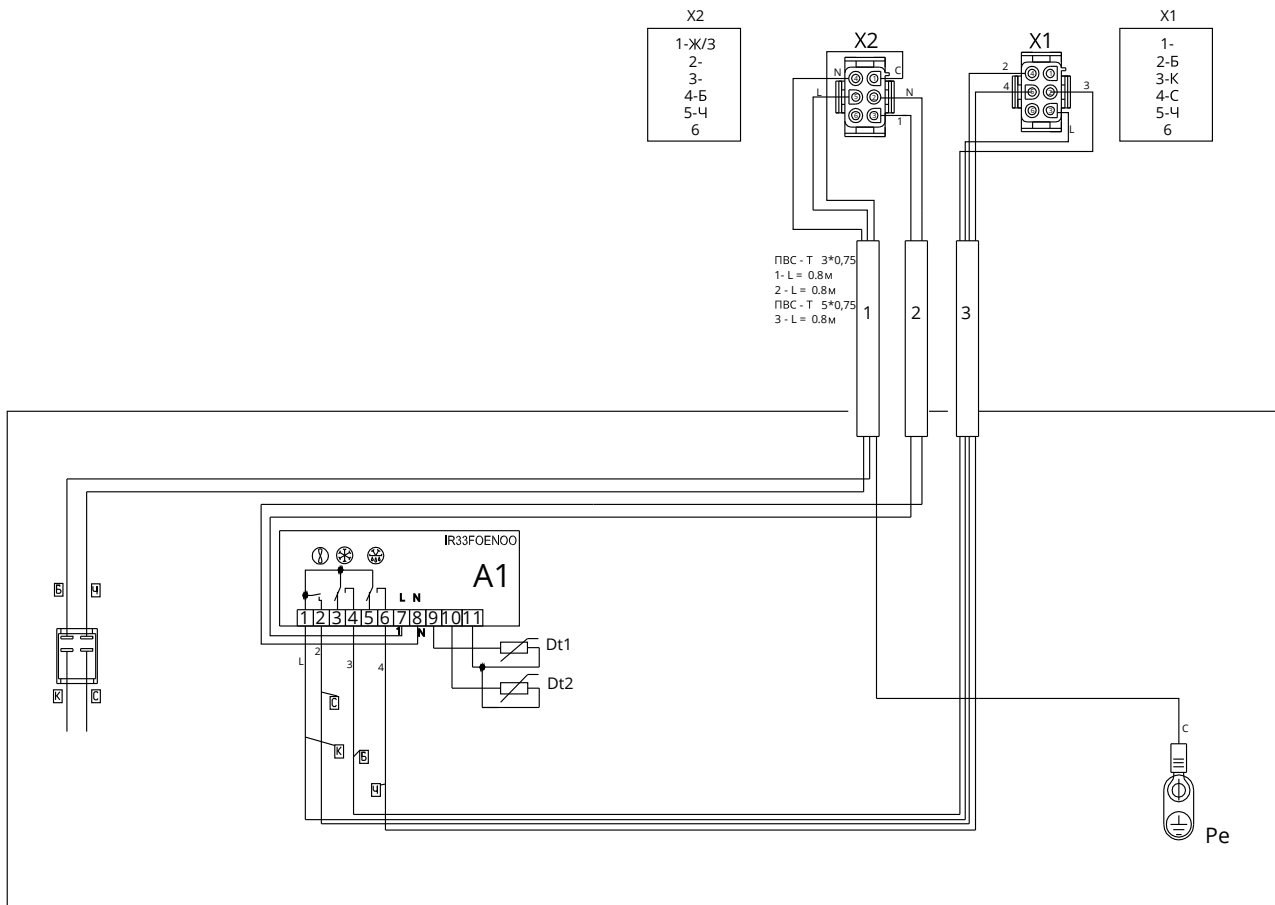 X2
1-Ж/З
2-
3-
4-Б
5-Ч
6
X2
N
C
L
N
1
X1
2
4
3
L
X1
1-
2-Б
3-К
4-С
5-Ч
6
ПВС - Т 3*0,75
1- L = 0.8м
2 - L = 0.8м
ПВС - Т 5*0,75
3 - L = 0.8м
1
2
3
IR33FOENOO
A1
L N
1 2 3 4 5 6 7 8 9 10 11
1 N
L
2
3
4
Dt1
Dt2
Б
Ч
К
С
С
К
Б
Ч
C
Pe